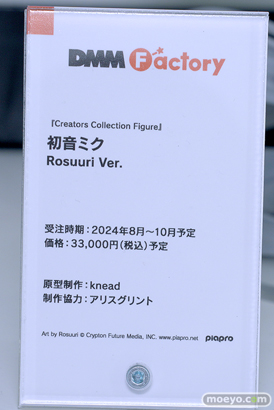 DMM Factory
『Creators Collection Figure』
初音ミク
Rosuuri Ver.
受注時期：2024年8月～10月予定
価格：33,000円（税込）予定
原型制作：knead
制作協力：アリスグリント
Art by Rosuuri © Crypton Future Media, INC. www.piapro.net piapro
moeyo.com